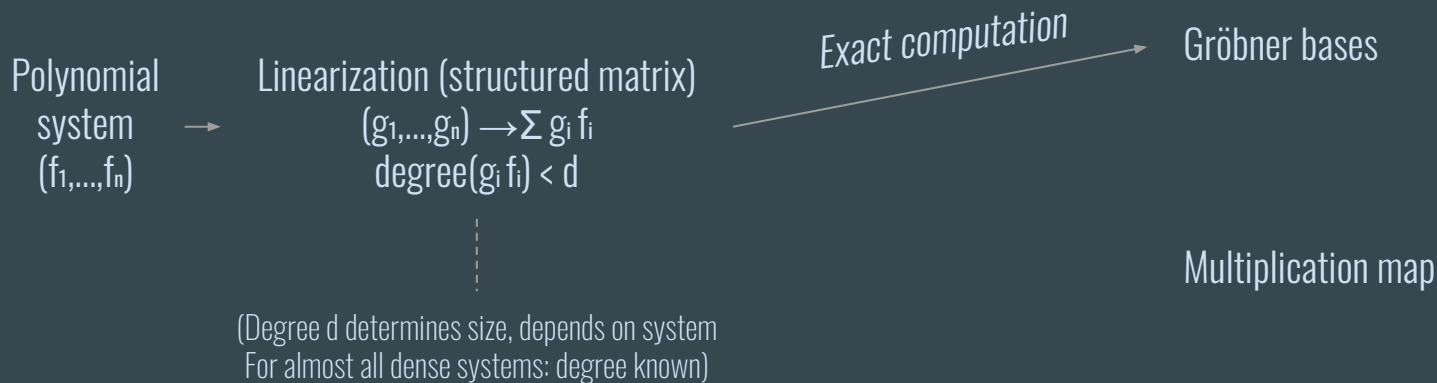 Polynomial
system
(f₁,...,fₙ)
Linearization (structured matrix)
(g₁,...,gₙ) ⟶Σ gᵢ fᵢ
degree(gᵢ fᵢ) < d
(Degree d determines size, depends on system
For almost all dense systems: degree known)
Exact computation
Gröbner bases
Multiplication map